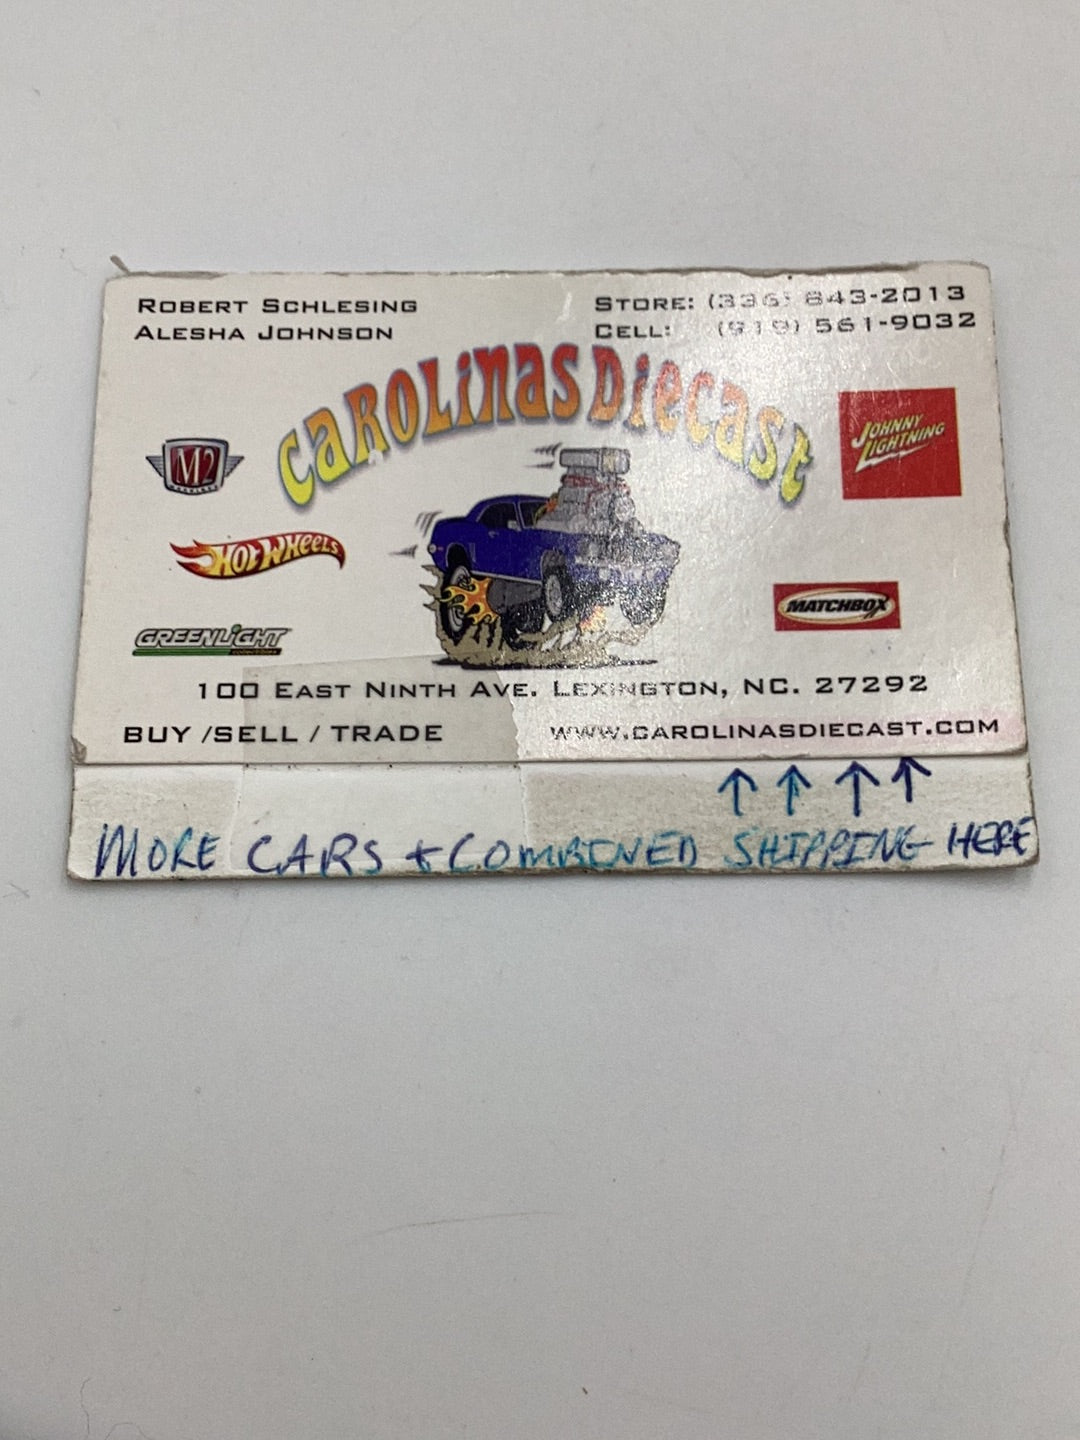 ROBERT SCHLESING
ALESHA JOHNSON
STORE: (336) 843-2013
CELL: (919) 561-9032
CAROLINAS DIECAST
M2
JOHNNY
LIGHTNING
HOT WHEELS
MATCHBOX
GREENLIGHT
100 EAST NINTH AVE. LEXINGTON, NC. 27292
BUY /SELL / TRADE
WWW.CAROLINASDIECAST.COM
↑ ↑ ↑ ↑
MORE CARS + COMBINED SHIPPING HERE